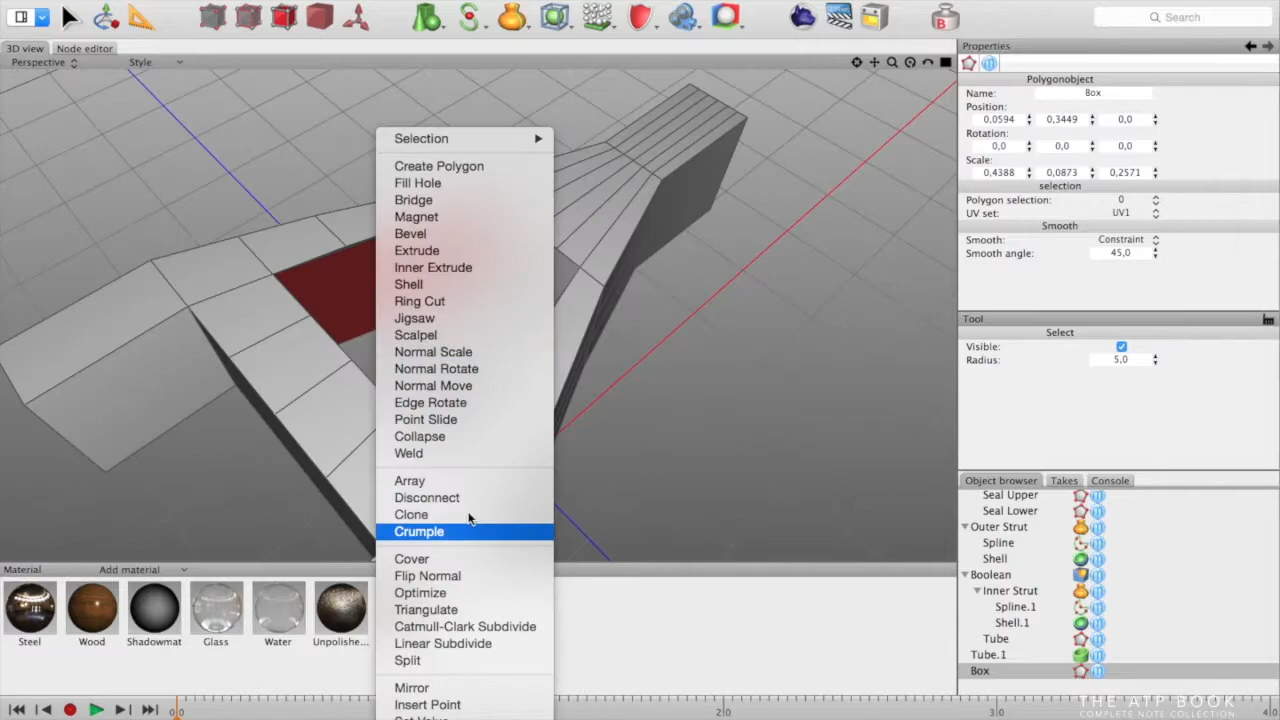 Search
3D view
Node editor
Perspective
Style
Properties
Polygonobject
Name:
Box
Position:
0,0594
0,3449
0,0
Rotation:
0,0
0,0
0,0
Scale:
0,4388
0,0873
0,2571
selection
Polygon selection:
0
UV set:
UV1
Smooth
Smooth:
Constraint
Smooth angle:
45,0
Selection
Create Polygon
Fill Hole
Bridge
Magnet
Bevel
Extrude
Inner Extrude
Shell
Ring Cut
Jigsaw
Scalpel
Normal Scale
Normal Rotate
Normal Move
Edge Rotate
Point Slide
Collapse
Weld
Array
Disconnect
Clone
Crumple
Cover
Flip Normal
Optimize
Triangulate
Catmull-Clark Subdivide
Linear Subdivide
Split
Mirror
Insert Point
Tool
Select
Visible:
Radius:
5,0
Object browser
Takes
Console
Seal Upper
Seal Lower
Outer Strut
Spline
Shell
Boolean
Inner Strut
Spline.1
Shell.1
Tube
Tube.1
Box
Material
Add material
Steel
Wood
Shadowmat
Glass
Water
Unpolishe...
2.0
3.0
4.0
THE ATP BOOK
COMPLETE NOTE COLLECTION